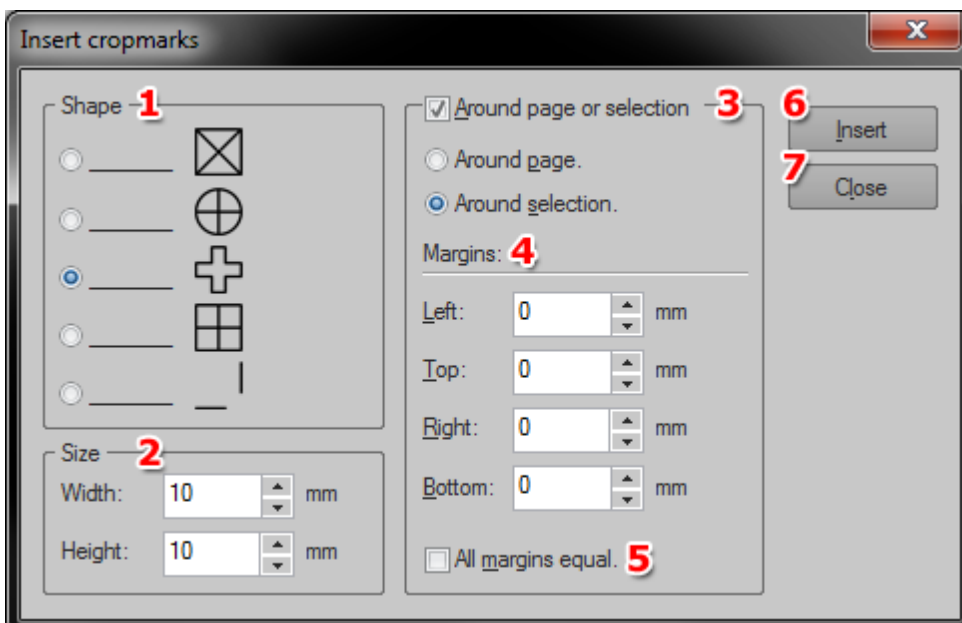 Insert cropmarks
Shape 1
Size 2
Width: 10 mm
Height: 10 mm
Around page or selection 3
Around page.
Around selection.
Margins: 4
Left: 0 mm
Top: 0 mm
Right: 0 mm
Bottom: 0 mm
All margins equal. 5
6
Insert
7
Close